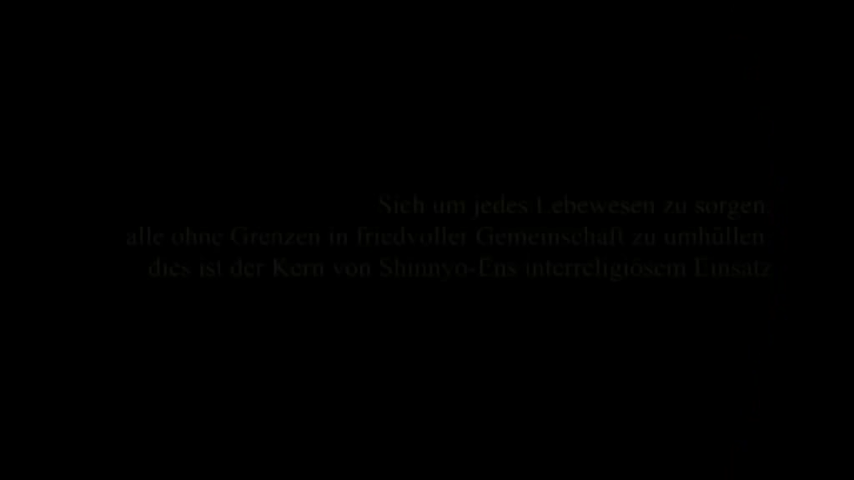 Sich um jedes Lebewesen zu sorgen,
alle ohne Grenzen in friedvoller Gemeinschaft zu umhüllen
dies ist der Kern von Shinnyo-Ens interreligiösem Einsatz